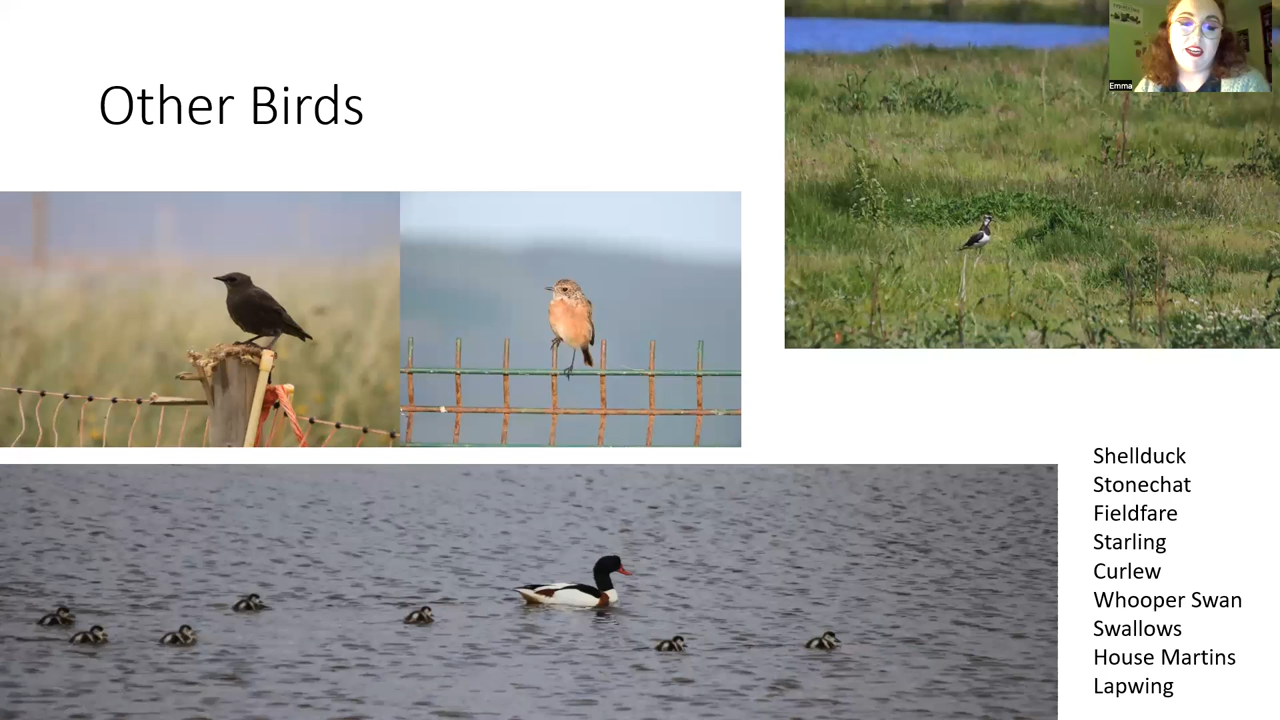 Other Birds
Emma
Shellduck
Stonechat
Fieldfare
Starling
Curlew
Whooper Swan
Swallows
House Martins
Lapwing